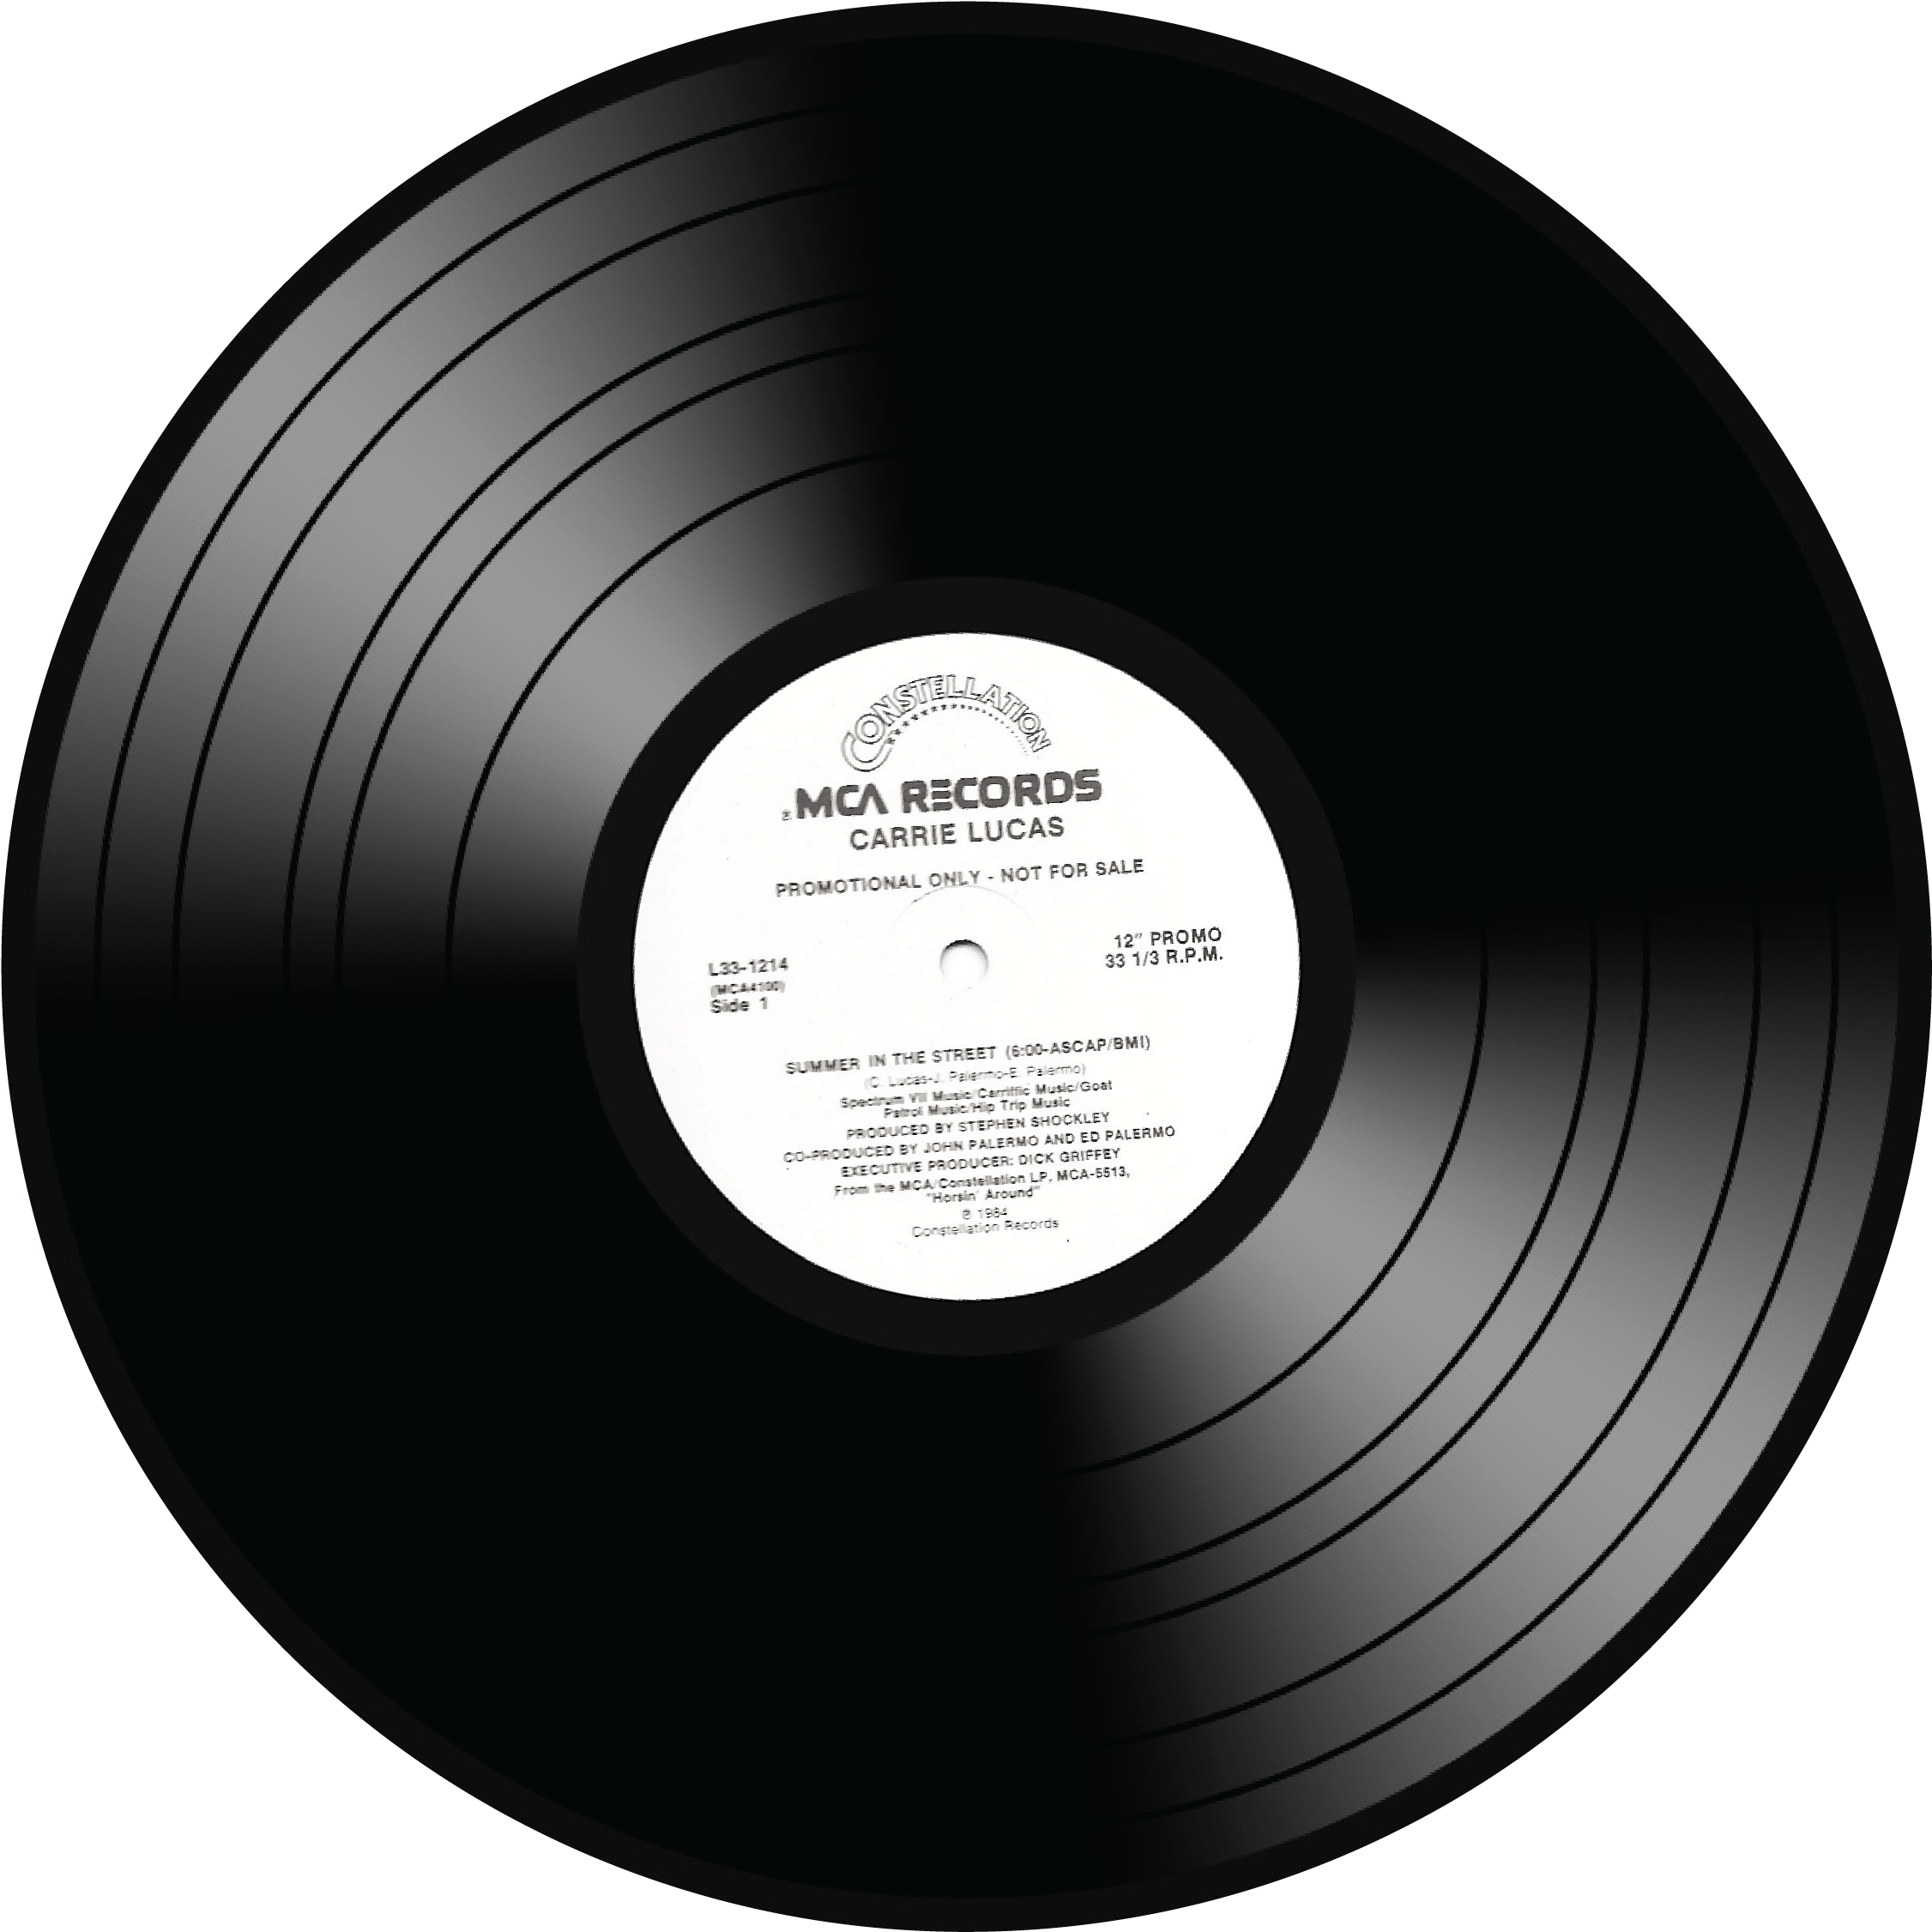 CONSTELLATION
MCA RECORDS
CARRIE LUCAS
PROMOTIONAL ONLY - NOT FOR SALE
12" PROMO
33 1/3 R.P.M.
L33-1214
(MCA4100)
Side 1
SUMMER IN THE STREET (6:00-ASCAP/BMI)
(C. Lucas-J. Palermo-E. Palermo)
Spectrum VII Music/Carriffic Music/Goat
Patrol Music/Hip Trip Music
PRODUCED BY STEPHEN SHOCKLEY
CO-PRODUCED BY JOHN PALERMO AND ED PALERMO
EXECUTIVE PRODUCER: DICK GRIFFEY
From the MCA/Constellation LP, MCA-5513,
"Horsin' Around"
℗ 1984
Constellation Records